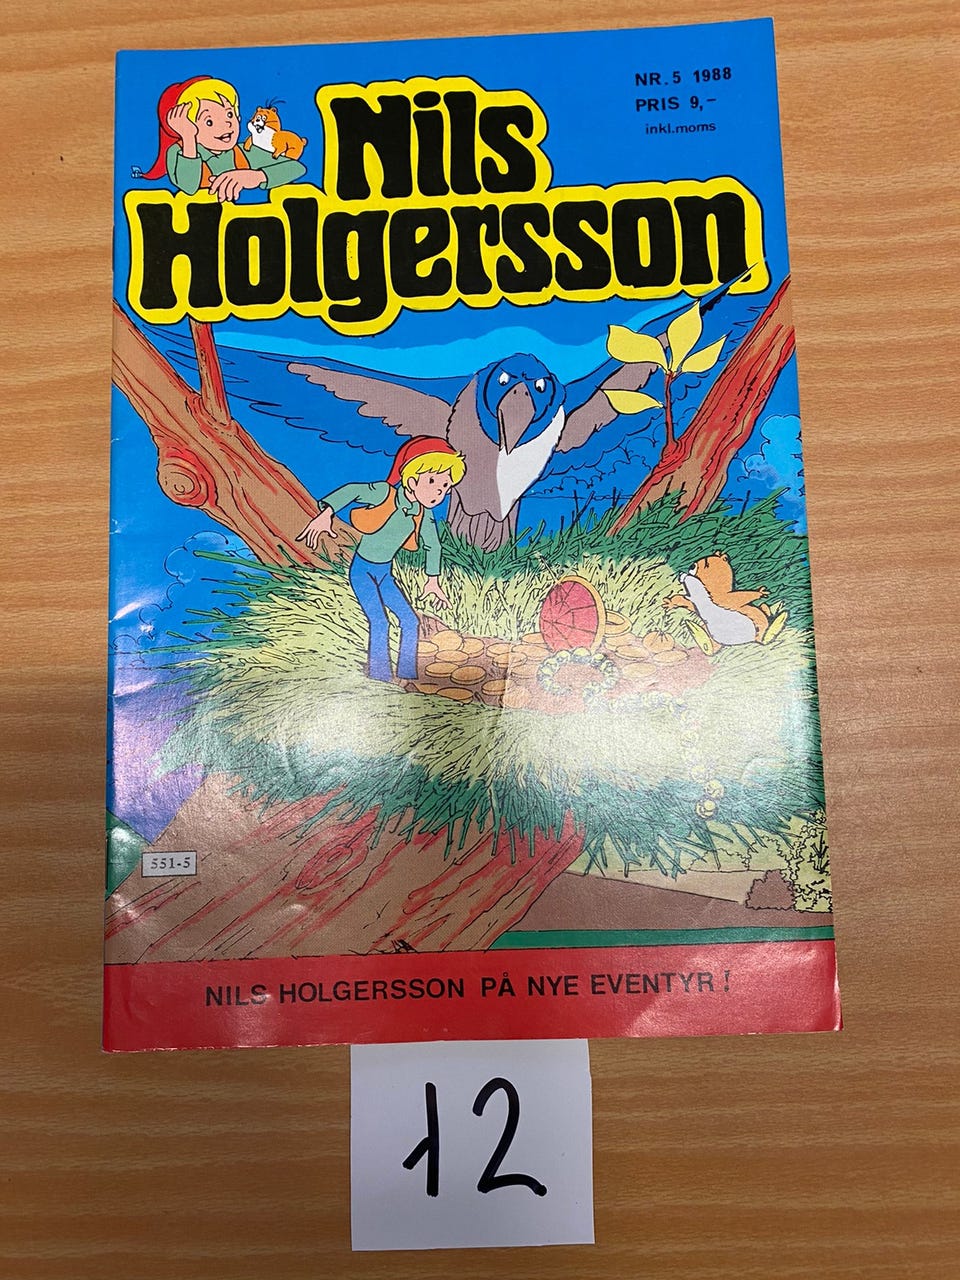 NR.5 1988
PRIS 9,-
inkl.moms
Nils
Holgersson
551-5
NILS HOLGERSSON PÅ NYE EVENTYR!
12